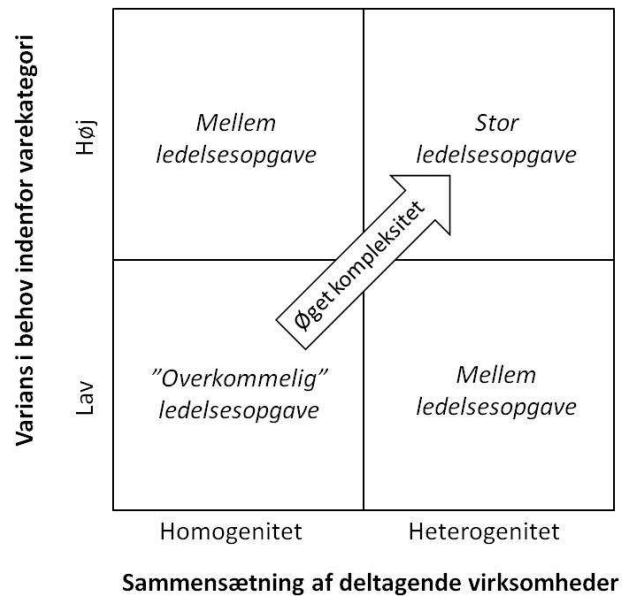 Varians i behov indenfor varekategori
Høj
Lav
Mellem
ledelsesopgave
Stor
ledelsesopgave
Øget kompleksitet
”Overkommelig”
ledelsesopgave
Mellem
ledelsesopgave
Homogenitet
Heterogenitet
Sammensætning af deltagende virksomheder